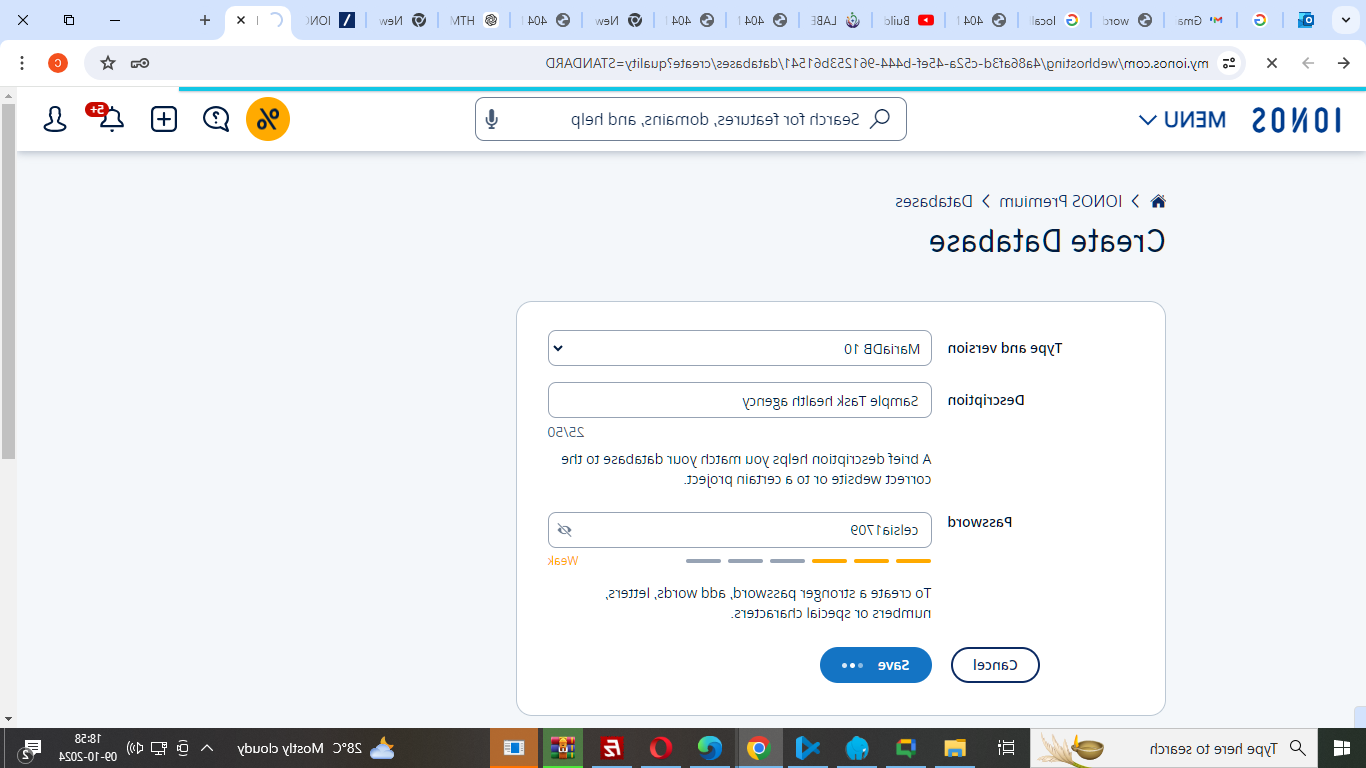 Gma
word
local
404 !
Build
LABE
404 !
404 !
New
404 !
HTM
New
IONO
my.ionos.com/webhosting/4a86af3d-c52a-45ef-b444-9612533b61541/databases/create?quality=STANDARD
C
IONOS
MENU
Search for features, domains, and help
%
5+
IONOS Premium > Databases
Create Database
Type and version
MariaDB 10
Description
Sample Task health agency
25/50
A brief description helps you match your database to the
correct website or to a certain project.
Password
celsia1709
Weak
To create a stronger password, add words, letters,
numbers or special characters.
Cancel
Save
Type here to search
28°C Mostly cloudy
18:58
09-10-2024
2